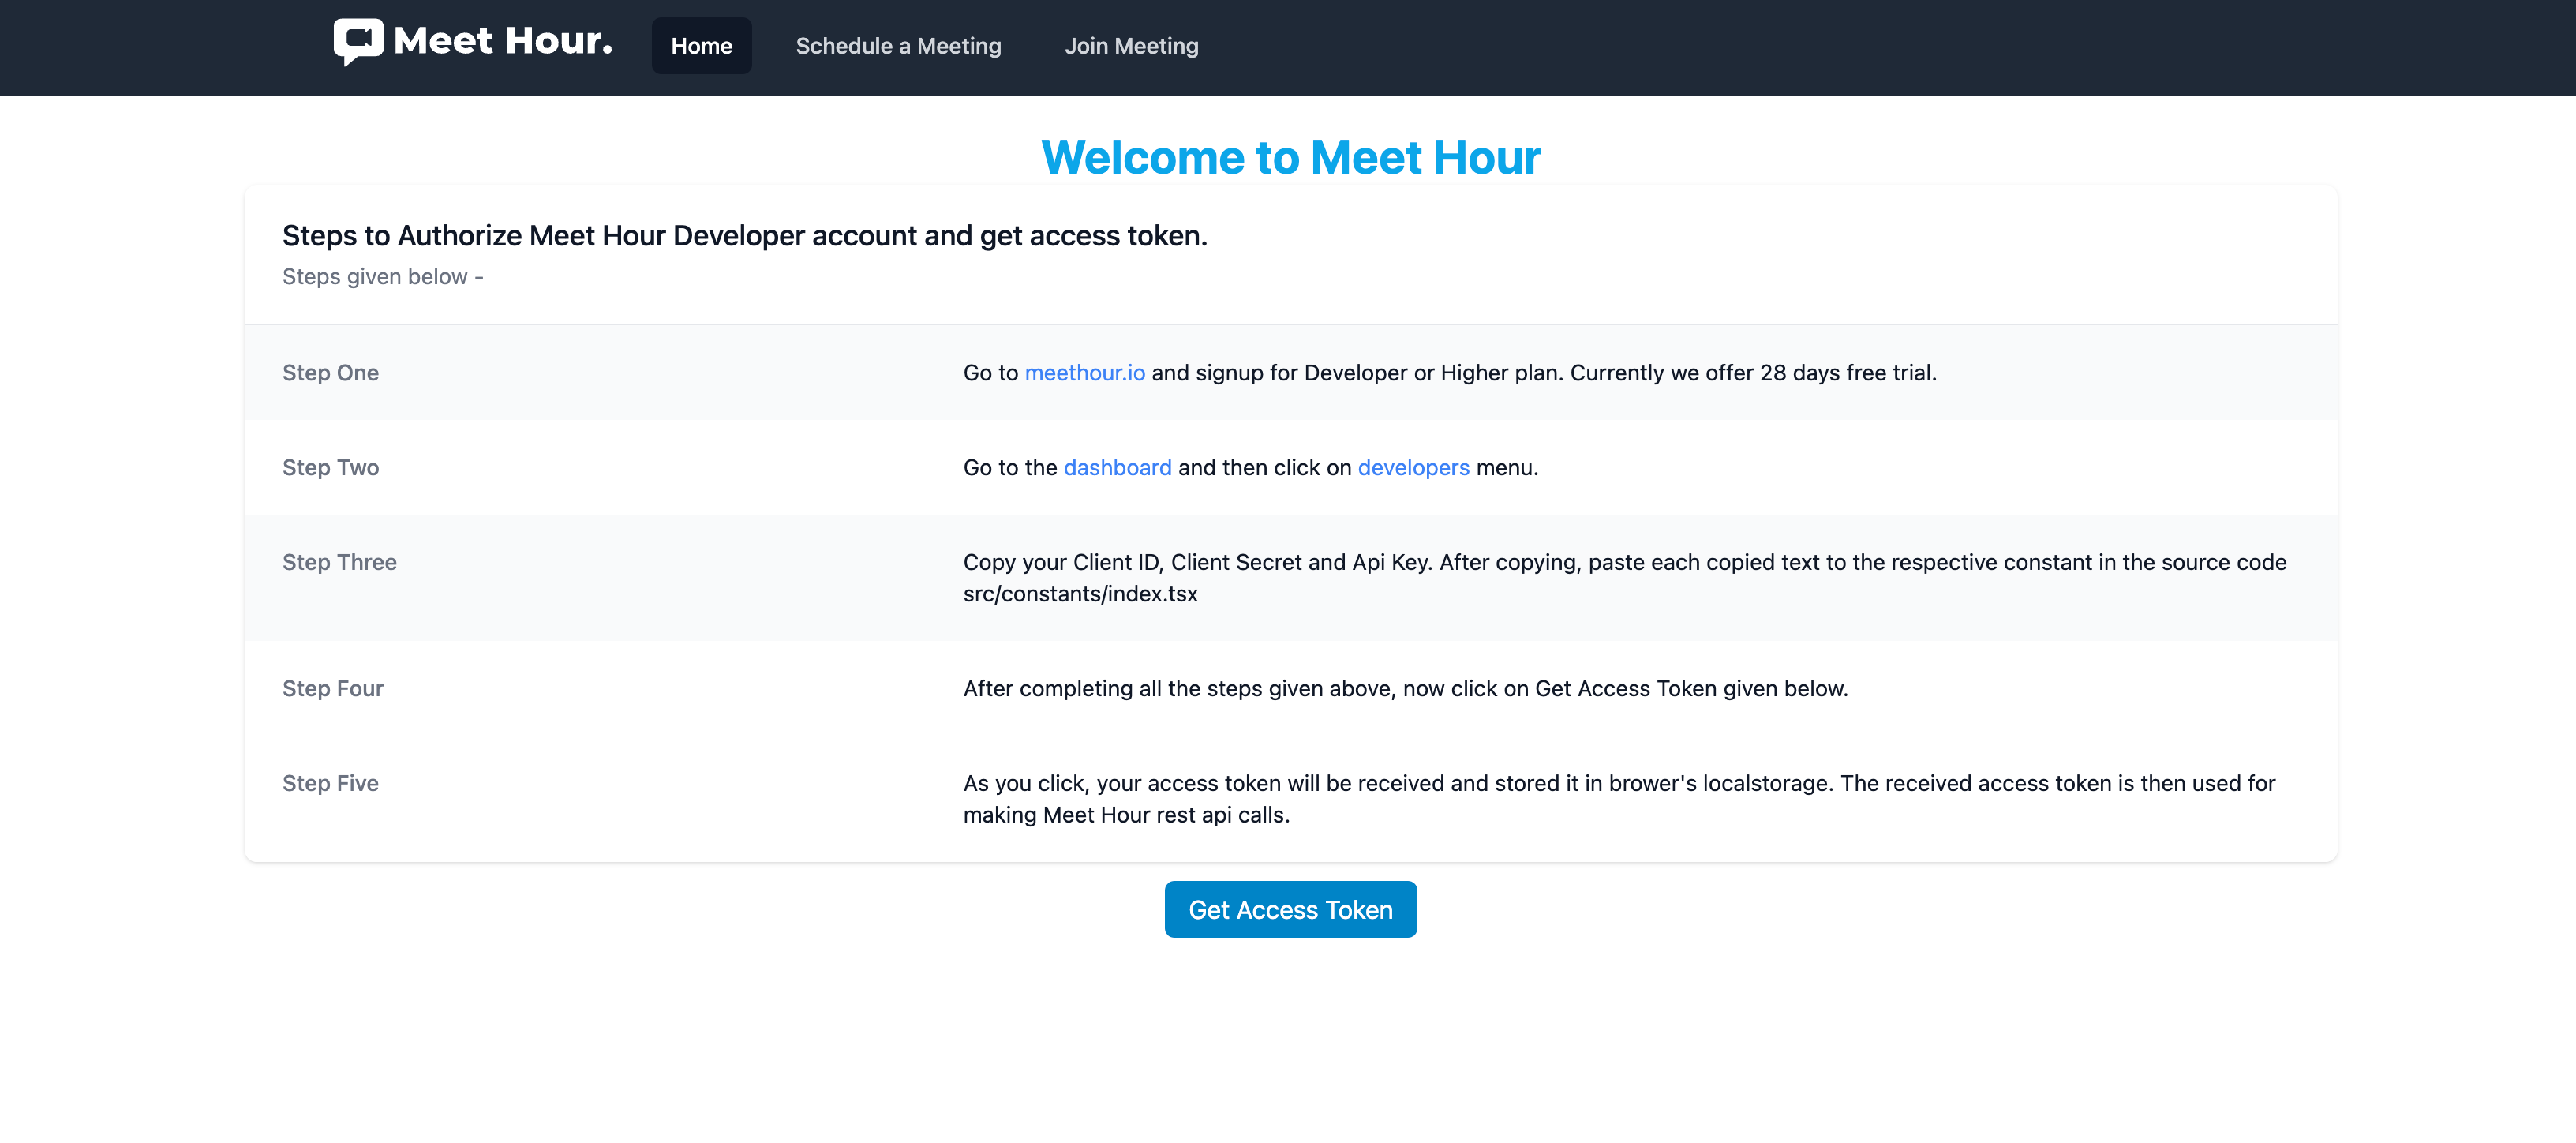 Meet Hour.
Home
Schedule a Meeting
Join Meeting
Welcome to Meet Hour
Steps to Authorize Meet Hour Developer account and get access token.
Steps given below -
Step One
Go to meethour.io and signup for Developer or Higher plan. Currently we offer 28 days free trial.
Step Two
Go to the dashboard and then click on developers menu.
Step Three
Copy your Client ID, Client Secret and Api Key. After copying, paste each copied text to the respective constant in the source code
src/constants/index.tsx
Step Four
After completing all the steps given above, now click on Get Access Token given below.
Step Five
As you click, your access token will be received and stored it in brower's localstorage. The received access token is then used for
making Meet Hour rest api calls.
Get Access Token